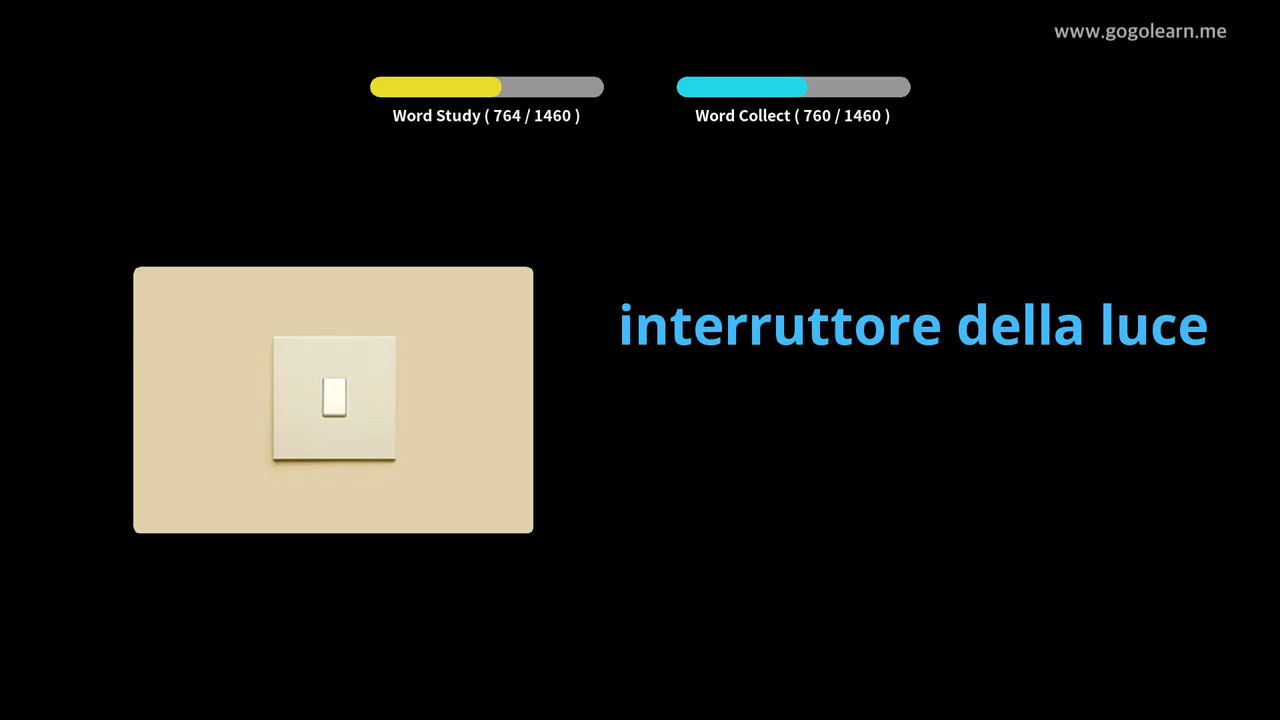 www.gogolearn.me
Word Study ( 764 / 1460 )
Word Collect ( 760 / 1460 )
interruttore della luce